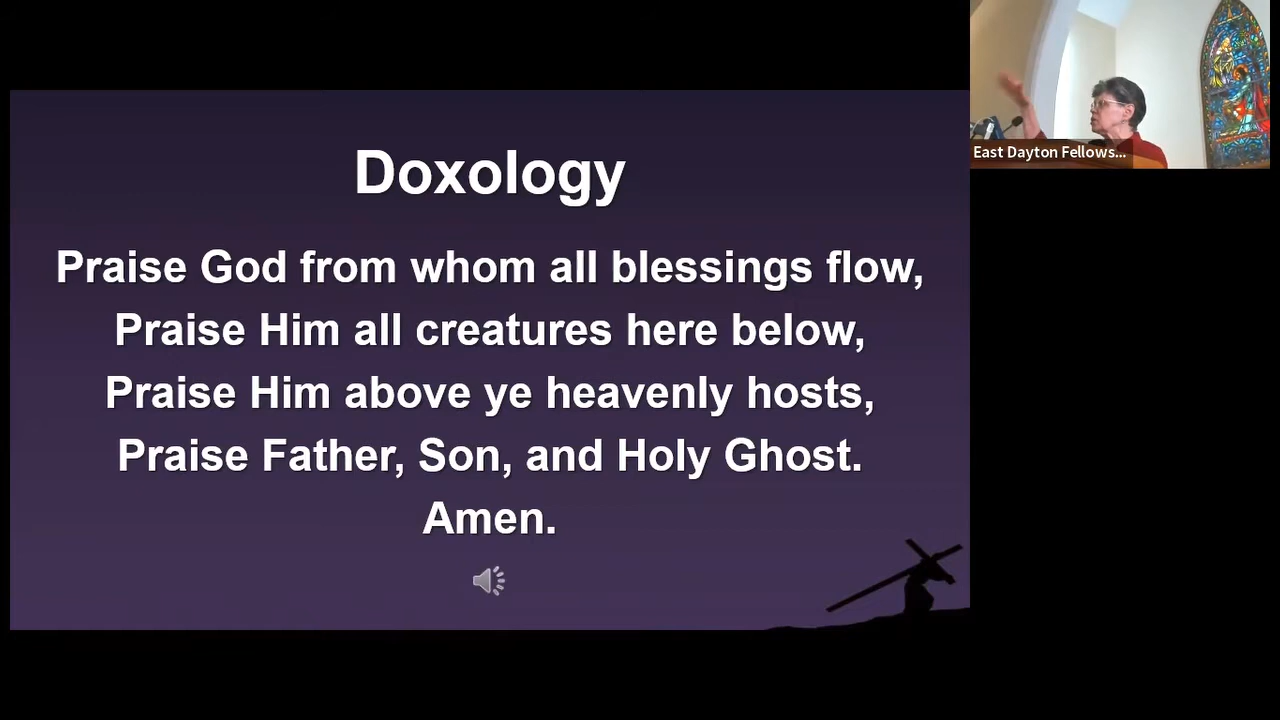 Doxology
Praise God from whom all blessings flow,
Praise Him all creatures here below,
Praise Him above ye heavenly hosts,
Praise Father, Son, and Holy Ghost.
Amen.
East Dayton Fellows...